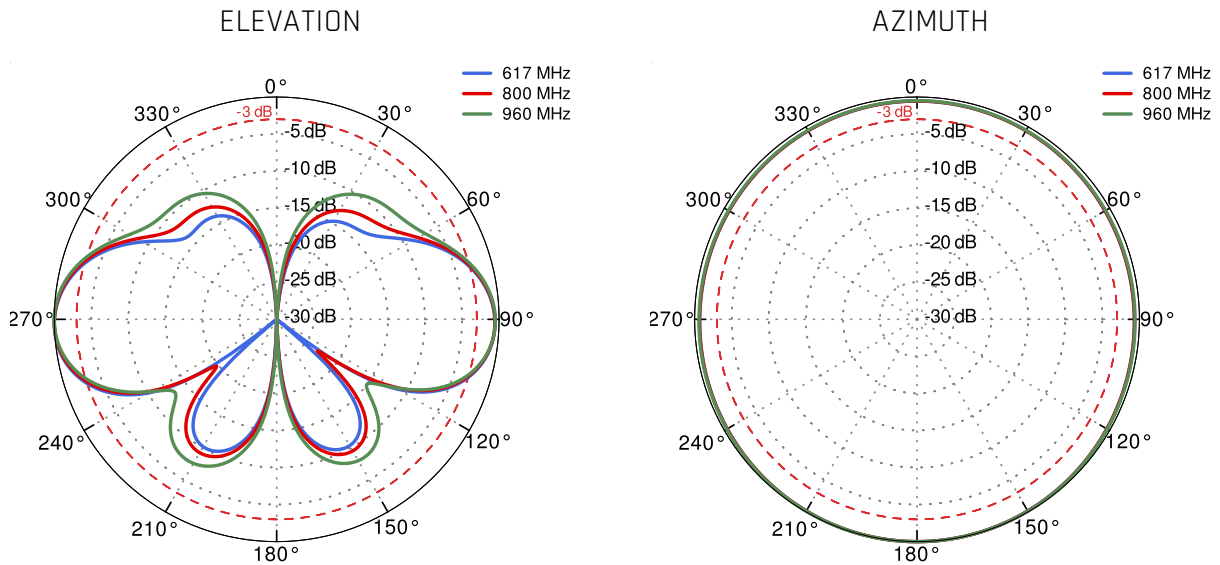 ELEVATION
617 MHz
800 MHz
960 MHz
0°
-3 dB
-5 dB
330°
30°
-10 dB
300°
60°
-15 dB
-20 dB
-25 dB
270°
-30 dB
90°
240°
120°
210°
150°
180°
AZIMUTH
617 MHz
800 MHz
960 MHz
0°
-3 dB
-5 dB
330°
30°
-10 dB
300°
60°
-15 dB
-20 dB
-25 dB
270°
-30 dB
90°
240°
120°
210°
150°
180°